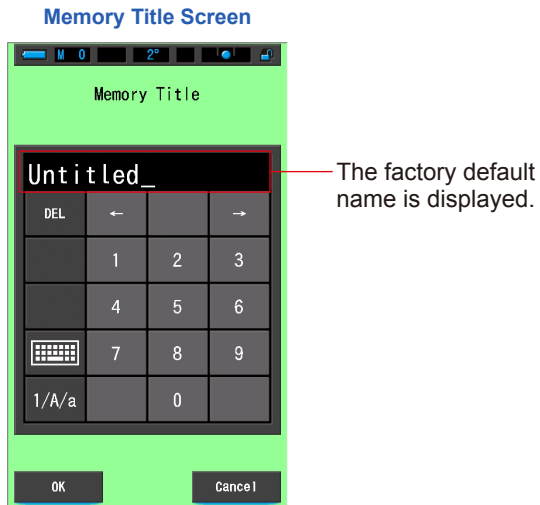 Memory Title Screen
M 0 2°
Memory Title
Untitled_
The factory default
name is displayed.
DEL ← →
1 2 3
4 5 6
7 8 9
1/A/a 0
OK Cancel